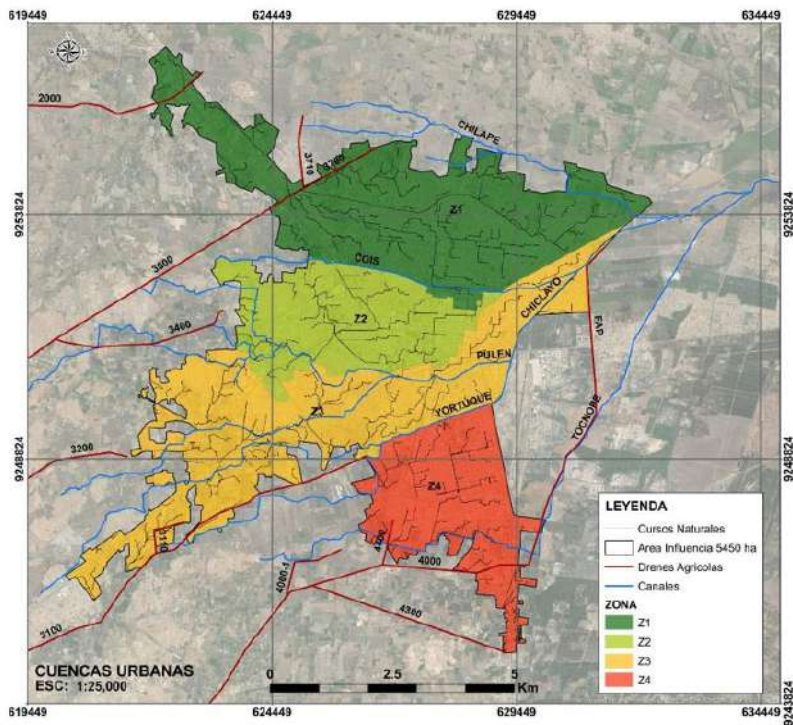 619449 624449 629449 634449
2000
CHILAPE
3710
3700
Z1
9253824 9253824
COIS
3500
CHICLAYO
Z2
3400
FAP
PULEN
Z3
YORTUQUE
TOCNOPE
3200
9248824 9248824
Z4
3110
4100
4000
4000-1
4300
3100
LEYENDA
Cursos Naturales
Area Influencia 5450 ha
Drenes Agricolas
Canales
ZONA
Z1
Z2
Z3
Z4
CUENCAS URBANAS
ESC: 1:25,000
0 2.5 5
Km
9243824
619449 624449 629449 634449